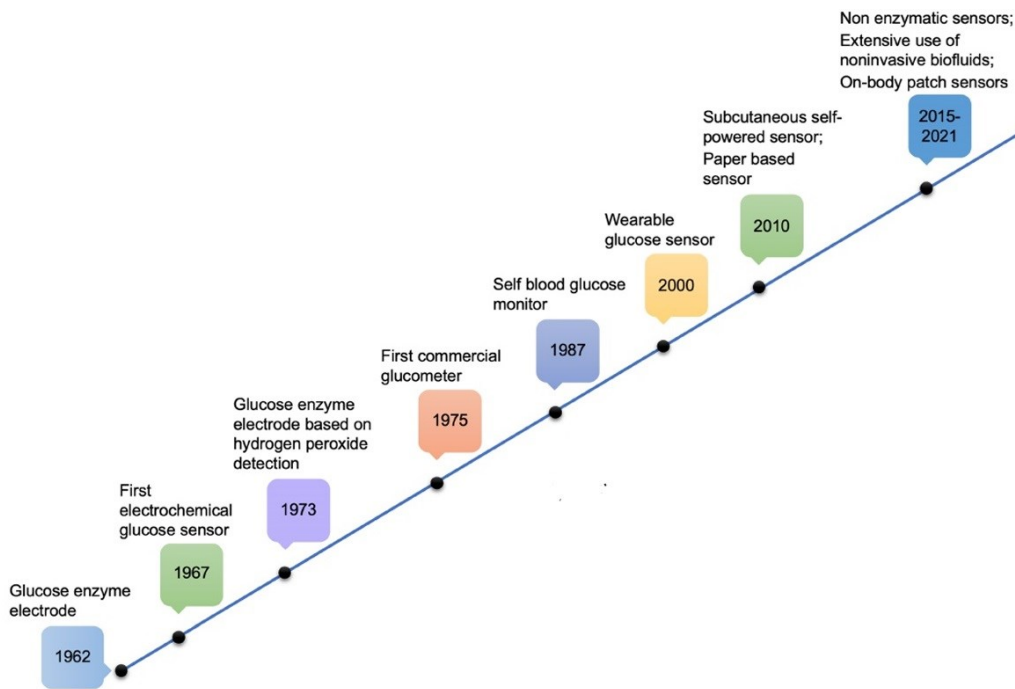 Glucose enzyme
electrode
1962
First
electrochemical
glucose sensor
1967
Glucose enzyme
electrode based on
hydrogen peroxide
detection
1973
First commercial
glucometer
1975
Self blood glucose
monitor
1987
Wearable
glucose sensor
2000
Subcutaneous self-
powered sensor;
Paper based
sensor
2010
Non enzymatic sensors;
Extensive use of
noninvasive biofluids;
On-body patch sensors
2015-
2021